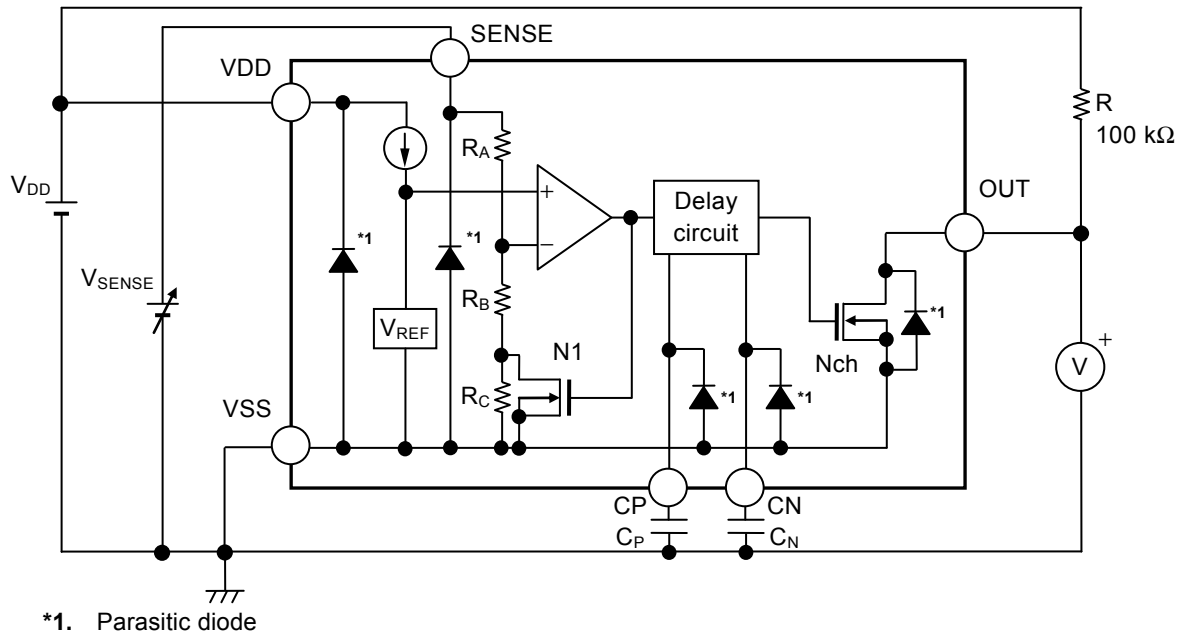 SENSE
VDD
R
100 kΩ
RA
VDD
+
Delay
circuit
OUT
−
*1
*1
VSENSE
RB
*1
VREF
+
N1
Nch
V
VSS
RC
*1
*1
CP
CN
CP
CN
*1. Parasitic diode